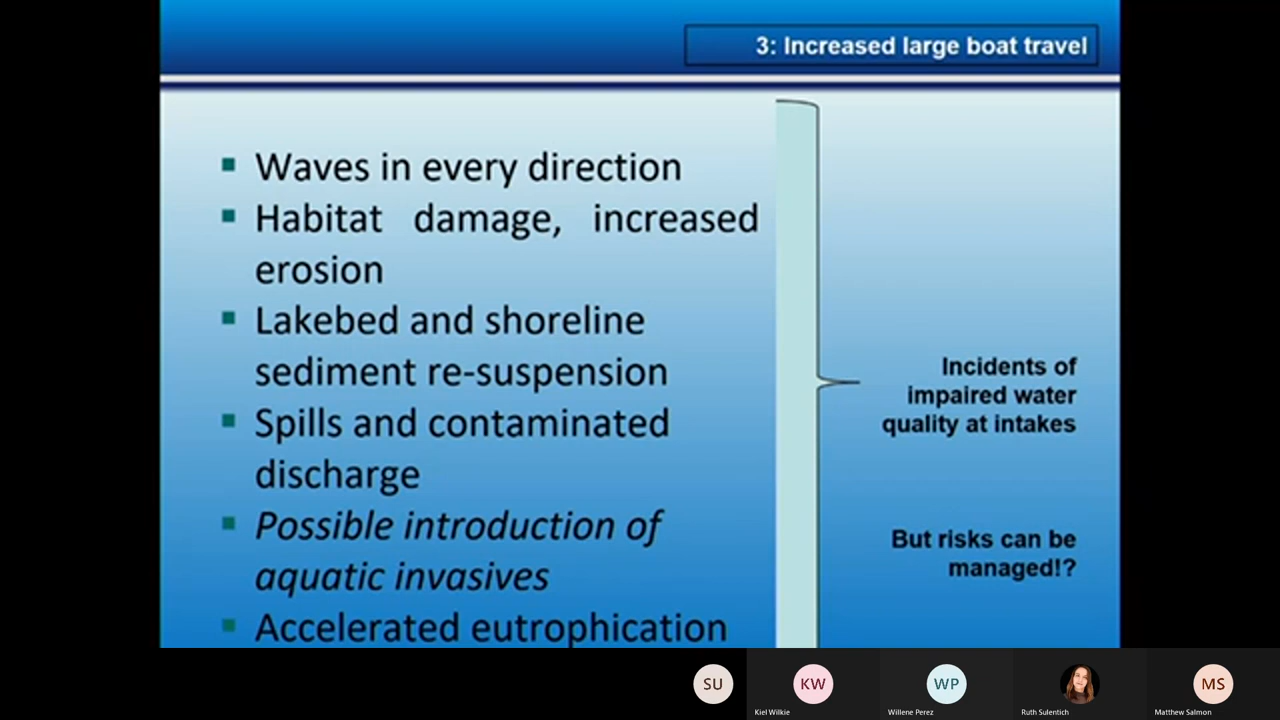 3: Increased large boat travel
Waves in every direction
Habitat damage, increased
erosion
Lakebed and shoreline
sediment re-suspension
Spills and contaminated
discharge
Possible introduction of
aquatic invasives
Accelerated eutrophication
Incidents of
impaired water
quality at intakes
But risks can be
managed!?
SU
KW
WP
MS
Kiel Wilkie
Willene Perez
Ruth Sulentich
Matthew Salmon